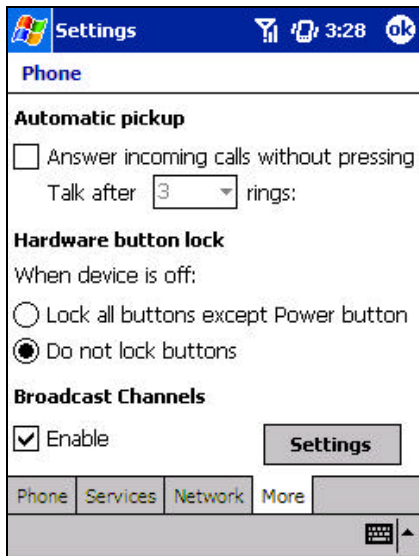 Settings 3:28 ok
Phone
Automatic pickup
Answer incoming calls without pressing
Talk after 3 rings:
Hardware button lock
When device is off:
Lock all buttons except Power button
Do not lock buttons
Broadcast Channels
Enable Settings
Phone Services Network More